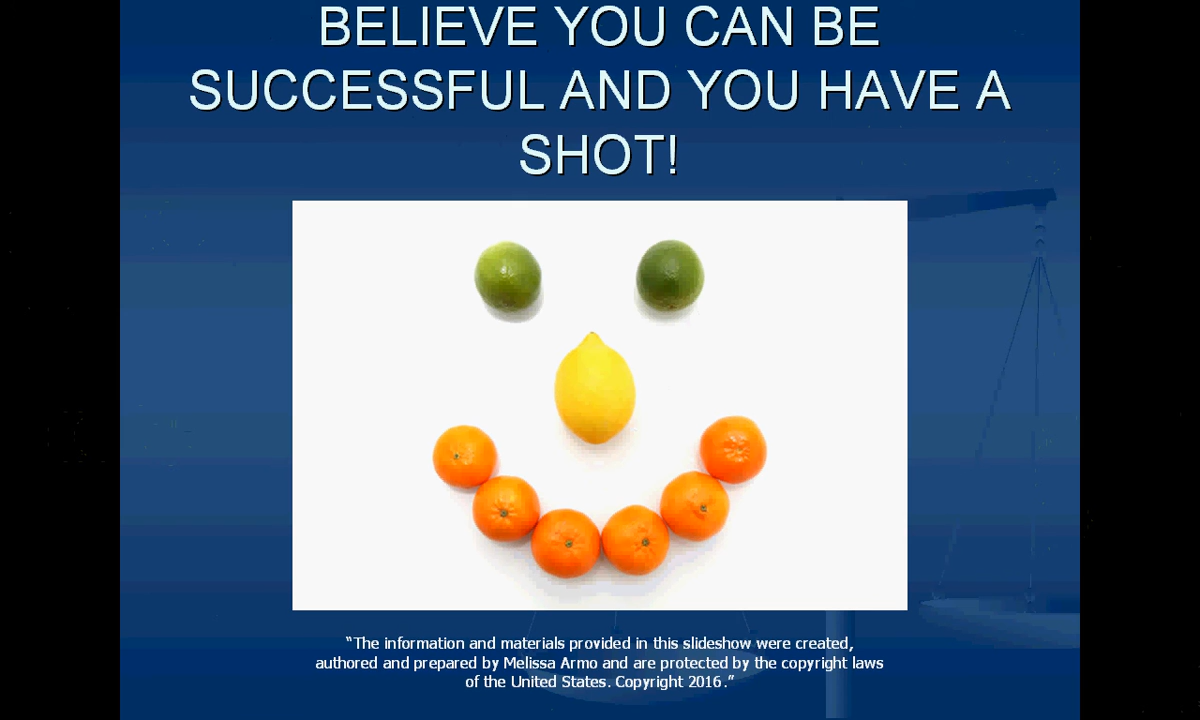 BELIEVE YOU CAN BE
SUCCESSFUL AND YOU HAVE A
SHOT!
“The information and materials provided in this slideshow were created,
authored and prepared by Melissa Armo and are protected by the copyright laws
of the United States. Copyright 2016.”